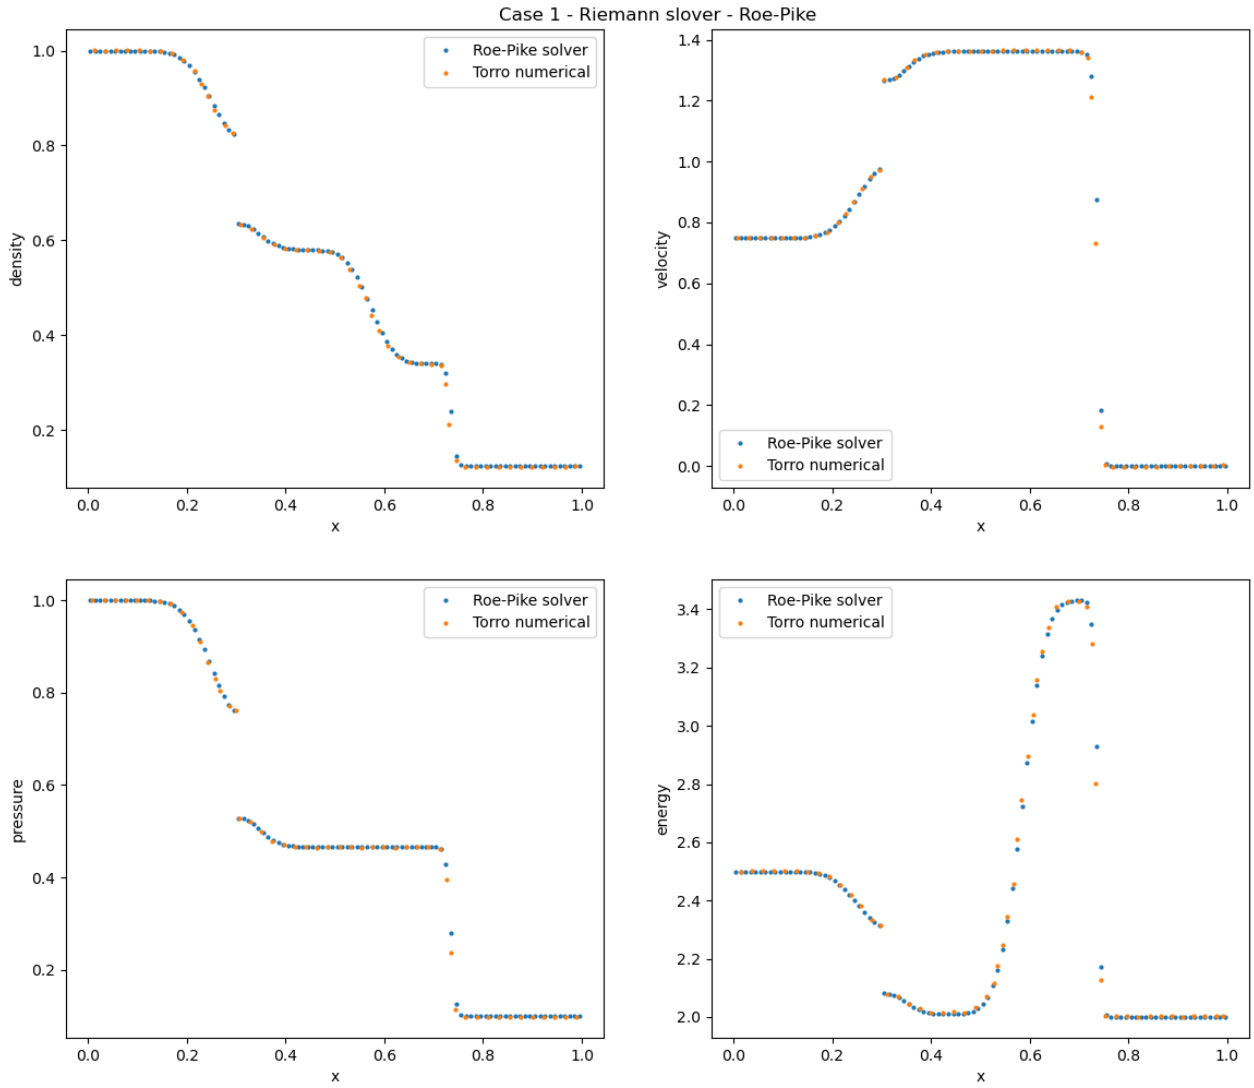 Case 1 - Riemann slover - Roe-Pike
1.0
0.8
0.6
0.4
0.2
density
Roe-Pike solver
Torro numerical
0.0 0.2 0.4 0.6 0.8 1.0
x
1.4
1.2
1.0
0.8
0.6
0.4
0.2
0.0
velocity
Roe-Pike solver
Torro numerical
0.0 0.2 0.4 0.6 0.8 1.0
x
1.0
0.8
0.6
0.4
0.2
pressure
Roe-Pike solver
Torro numerical
0.0 0.2 0.4 0.6 0.8 1.0
x
3.4
3.2
3.0
2.8
2.6
2.4
2.2
2.0
energy
Roe-Pike solver
Torro numerical
0.0 0.2 0.4 0.6 0.8 1.0
x